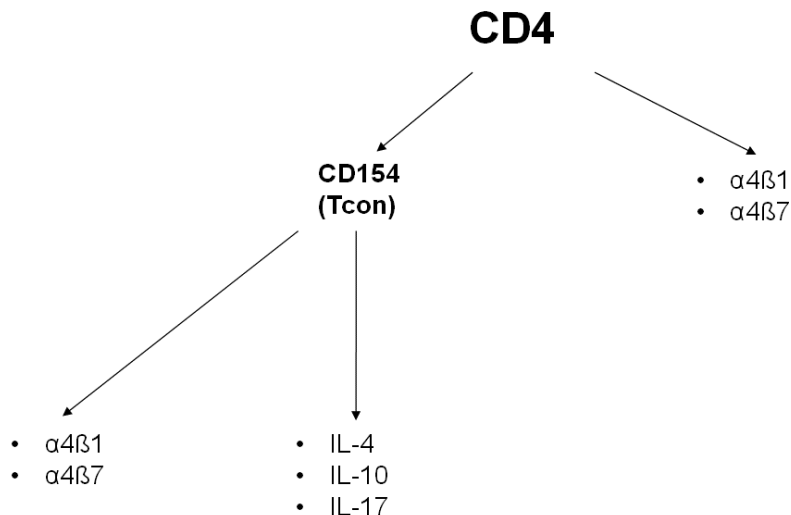 CD4
CD154
(Tcon)
• α4ß1
• α4ß7
• α4ß1
• α4ß7
• IL-4
• IL-10
• IL-17